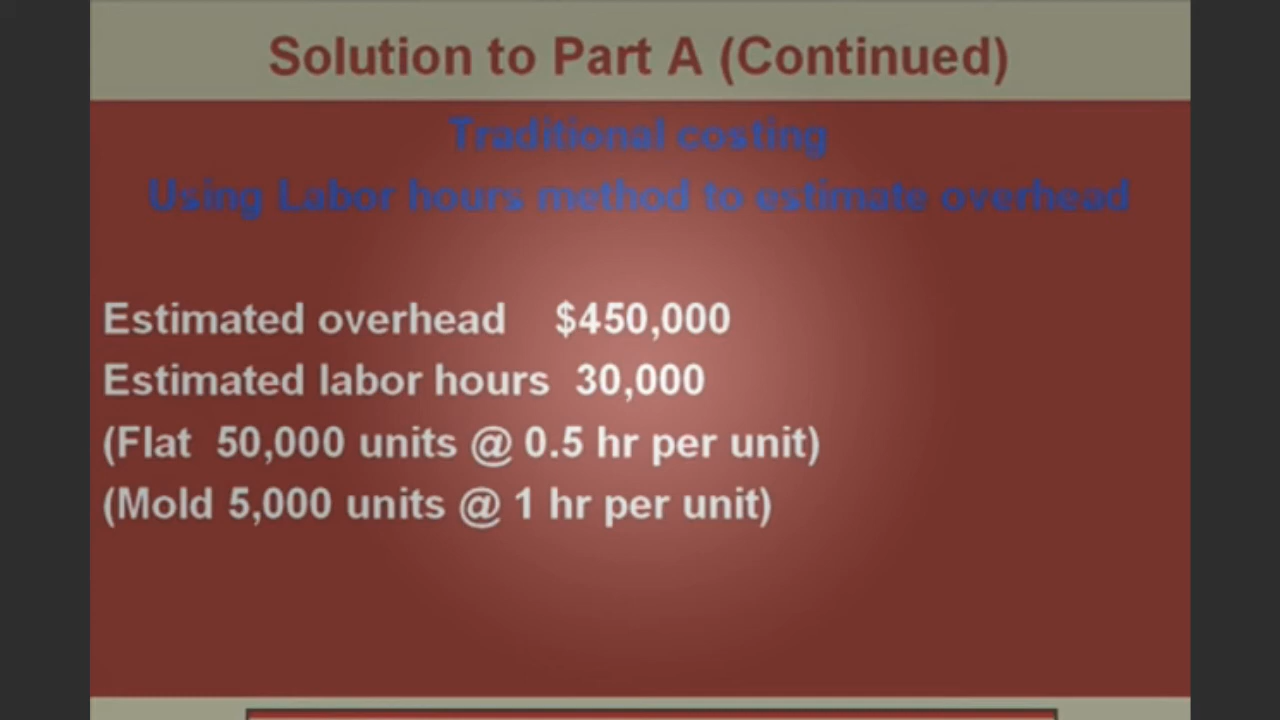 Solution to Part A (Continued)
Traditional costing
Using Labor hours method to estimate overhead
Estimated overhead $450,000
Estimated labor hours 30,000
(Flat 50,000 units @ 0.5 hr per unit)
(Mold 5,000 units @ 1 hr per unit)